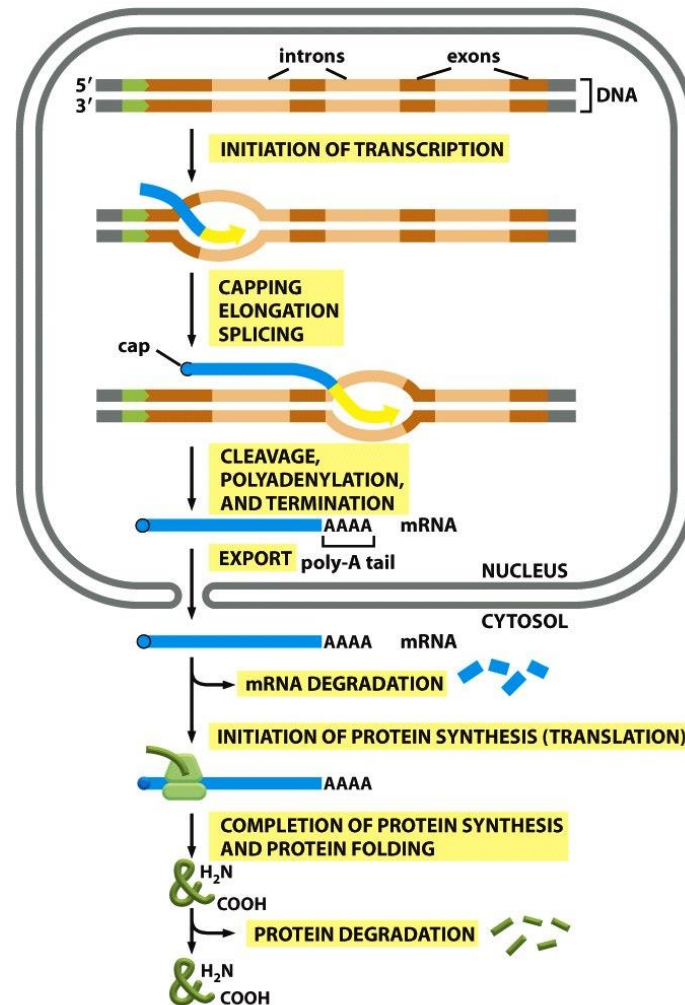 introns exons
5′
3′
DNA
INITIATION OF TRANSCRIPTION
CAPPING
ELONGATION
SPLICING
cap
CLEAVAGE,
POLYADENYLATION,
AND TERMINATION
AAAA mRNA
EXPORT poly-A tail
NUCLEUS
CYTOSOL
AAAA mRNA
mRNA DEGRADATION
INITIATION OF PROTEIN SYNTHESIS (TRANSLATION)
AAAA
COMPLETION OF PROTEIN SYNTHESIS
AND PROTEIN FOLDING
H₂N
COOH
PROTEIN DEGRADATION
H₂N
COOH